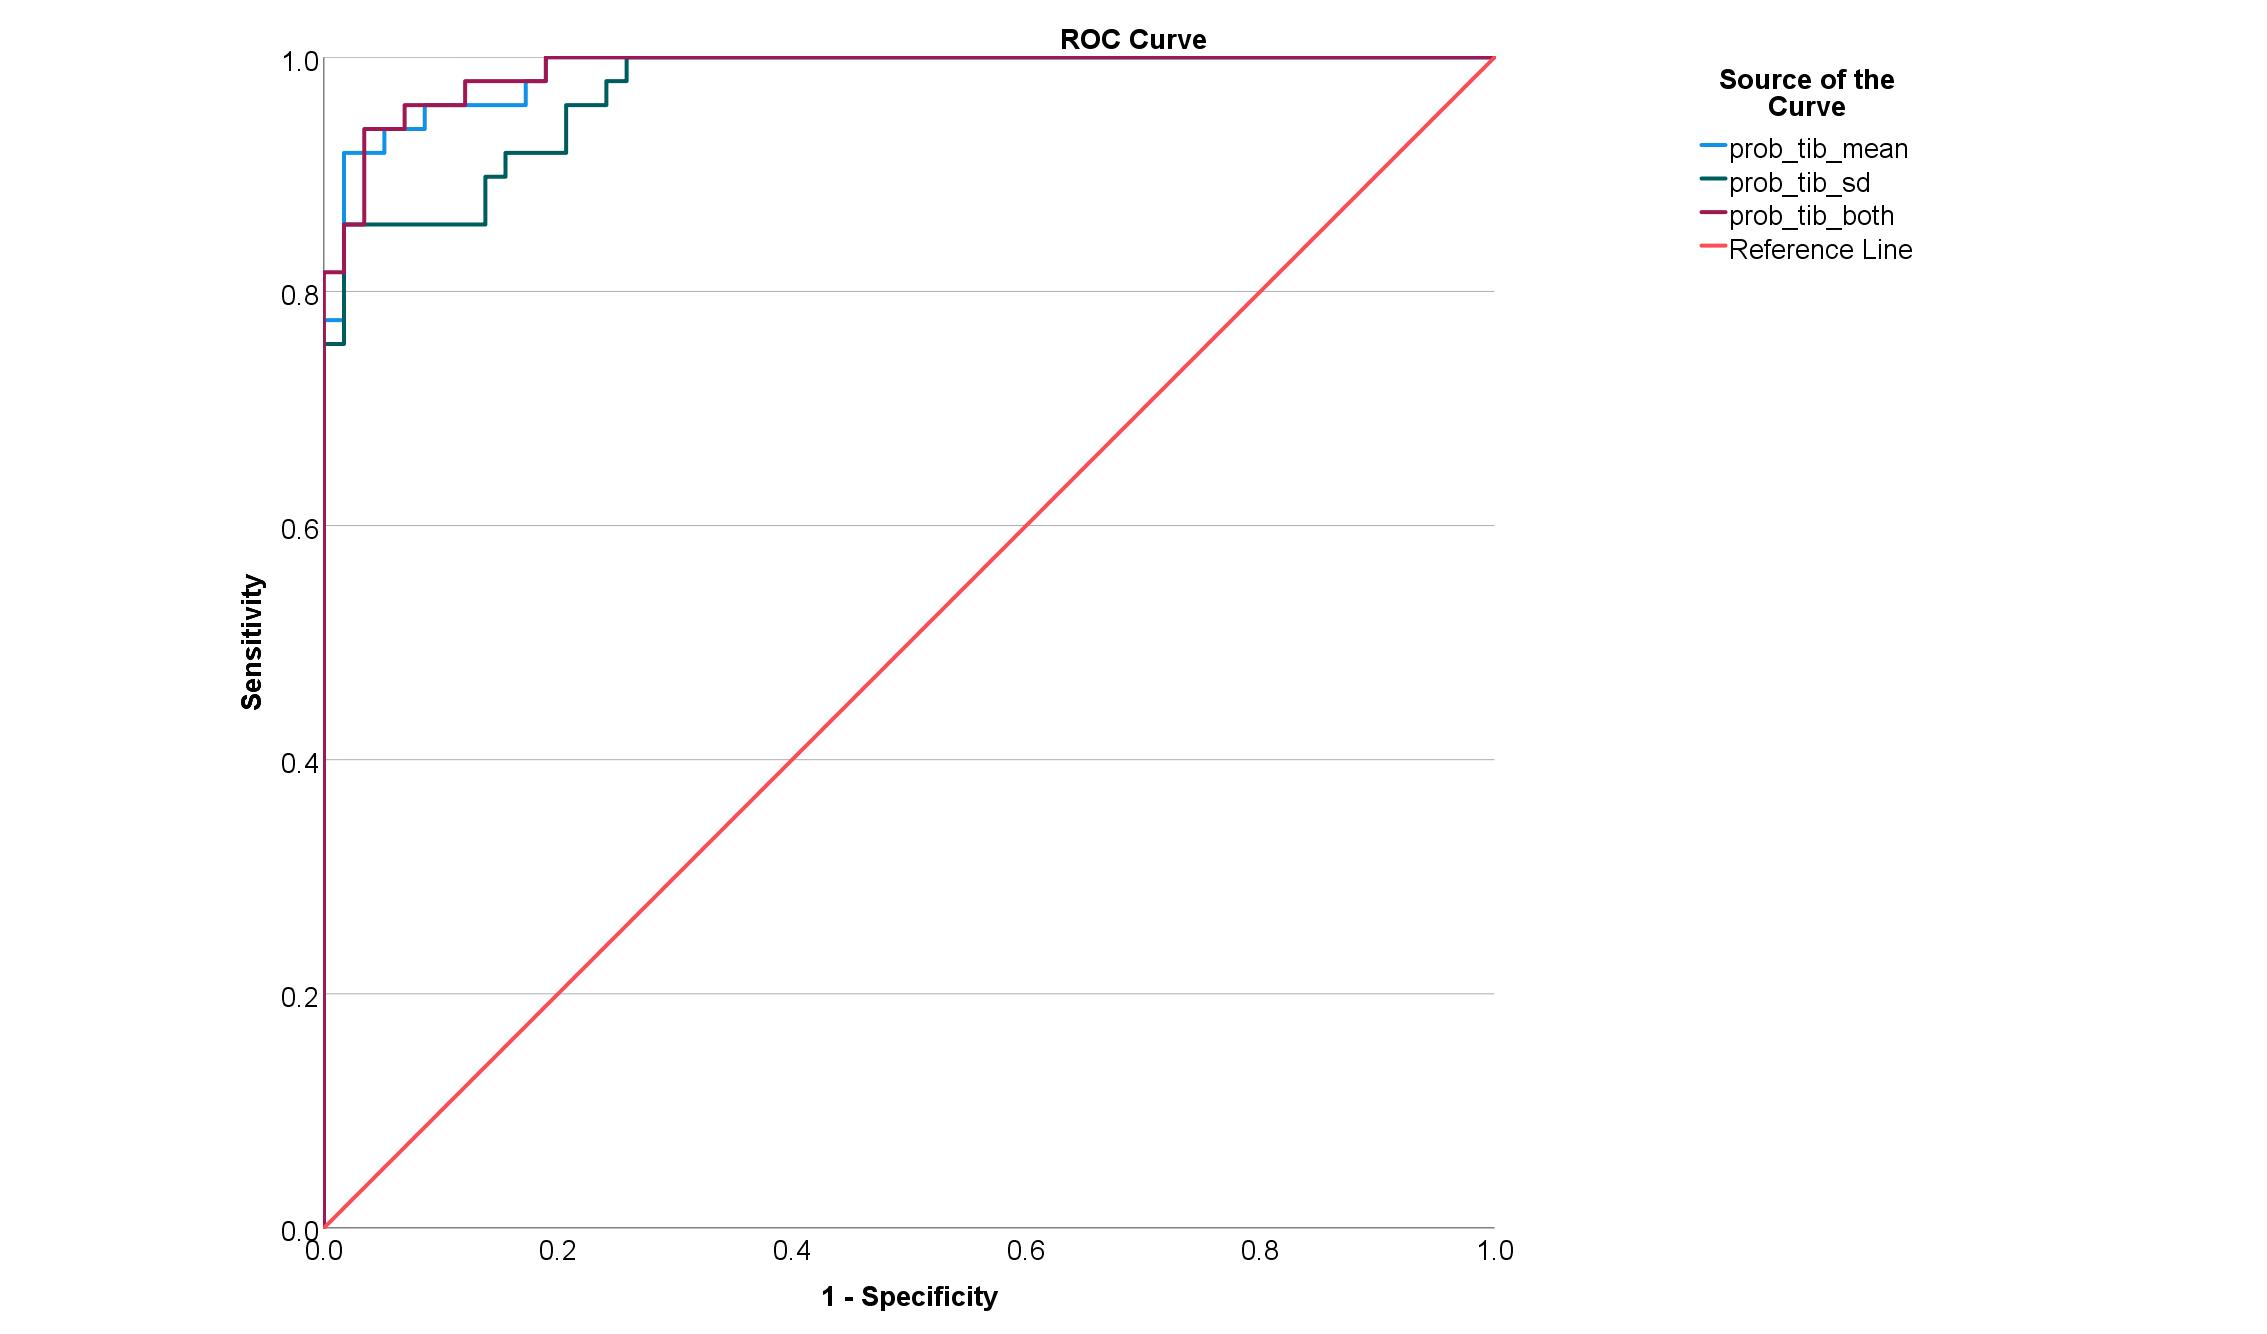 ROC Curve
Source of the
Curve
prob_tib_mean
prob_tib_sd
prob_tib_both
Reference Line
Sensitivity
1.0
0.8
0.6
0.4
0.2
0.0
0.0 0.2 0.4 0.6 0.8 1.0
1 - Specificity